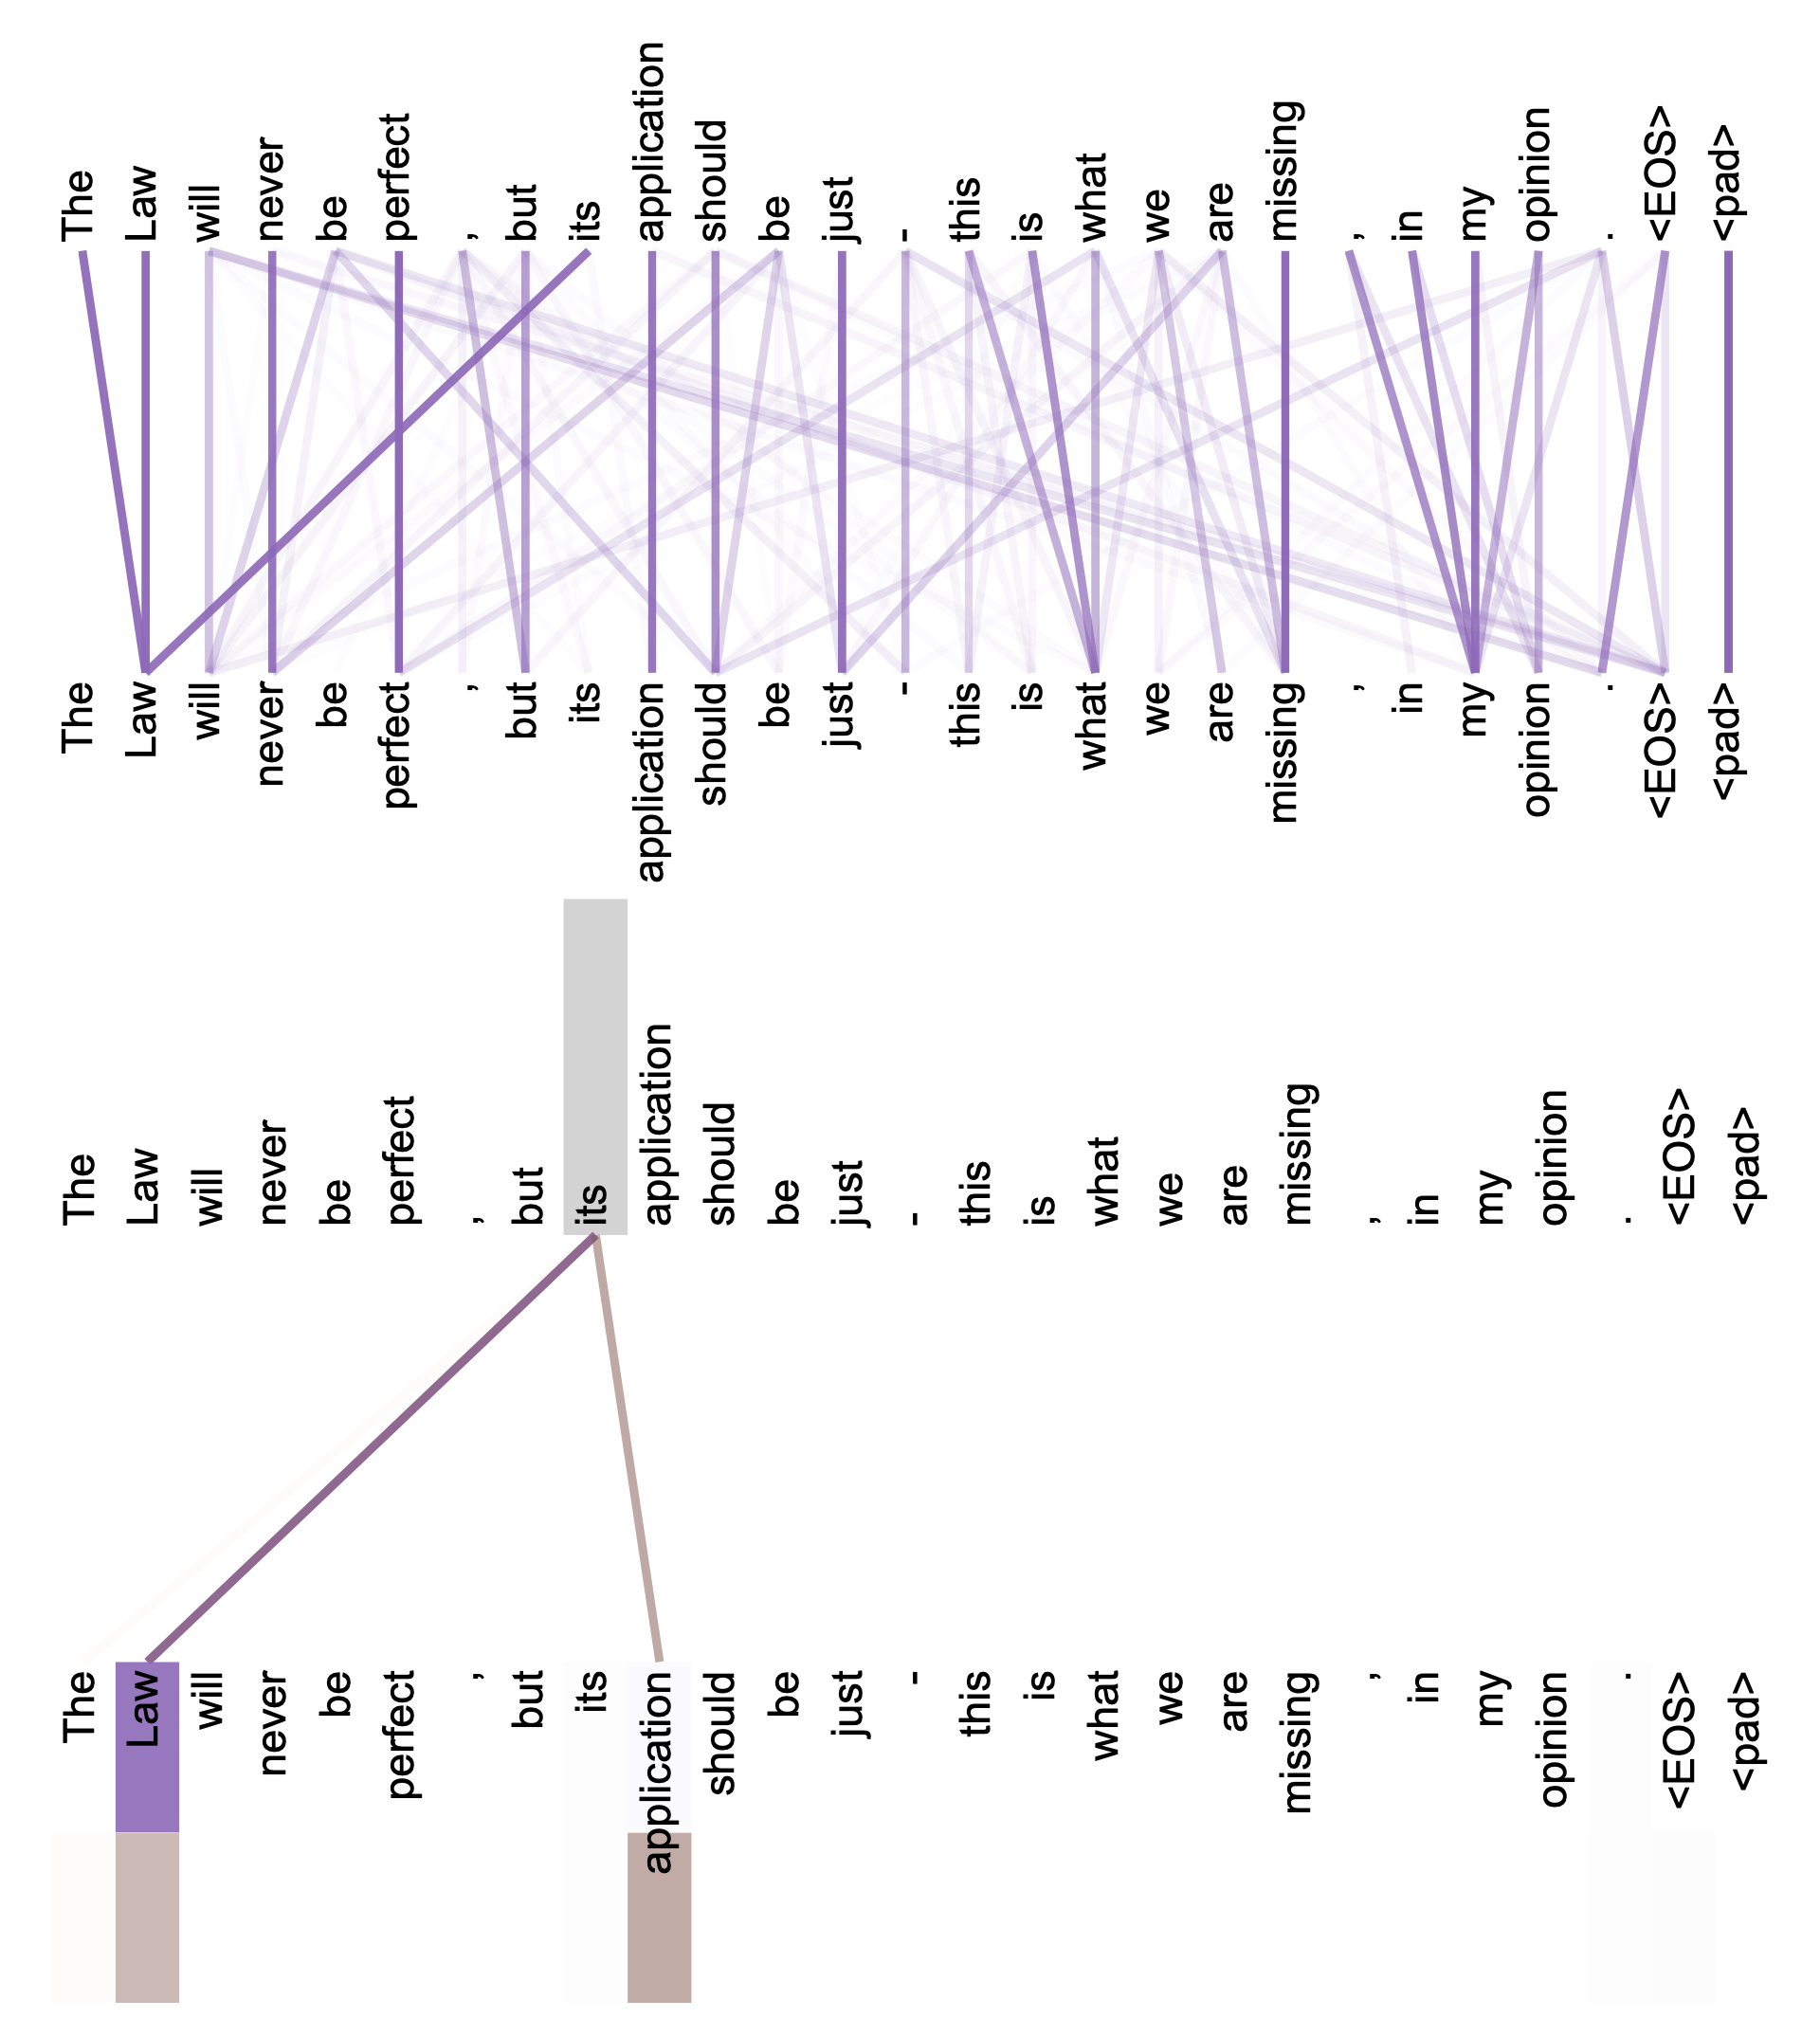 The Law will never be perfect , but its application should be just - this is what we are missing , in my opinion . <EOS> <pad>
The Law will never be perfect , but its application should be just - this is what we are missing , in my opinion . <EOS> <pad>
The Law will never be perfect , but its application should be just - this is what we are missing , in my opinion . <EOS> <pad>
The Law will never be perfect , but its application should be just - this is what we are missing , in my opinion . <EOS> <pad>